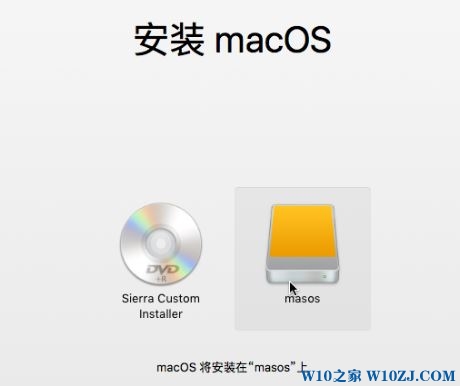 安装 macOS
DVD
+R
Sierra Custom
Installer
masos
macOS 将安装在“masos”上
W10之家 W10ZJ.COM